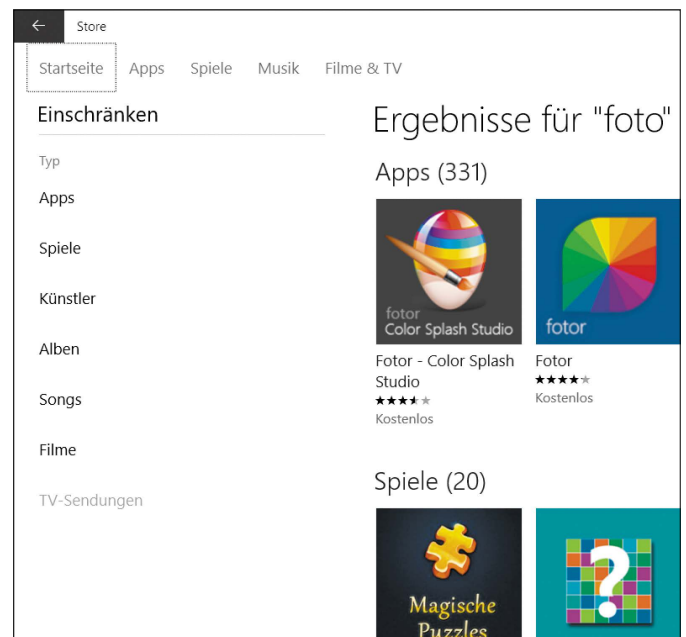 Store
Startseite Apps Spiele Musik Filme & TV
Einschränken
Typ
Apps
Spiele
Künstler
Alben
Songs
Filme
TV-Sendungen
Ergebnisse für "foto"
Apps (331)
fotor
Color Splash Studio
fotor
Fotor - Color Splash
Studio
Kostenlos
Fotor
Kostenlos
Spiele (20)
Magische
Puzzles
?